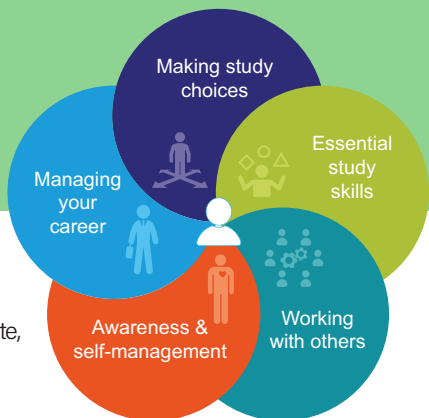 Making study
choices
Essential
study
skills
Managing
your
career
Awareness &
self-management
Working
with others